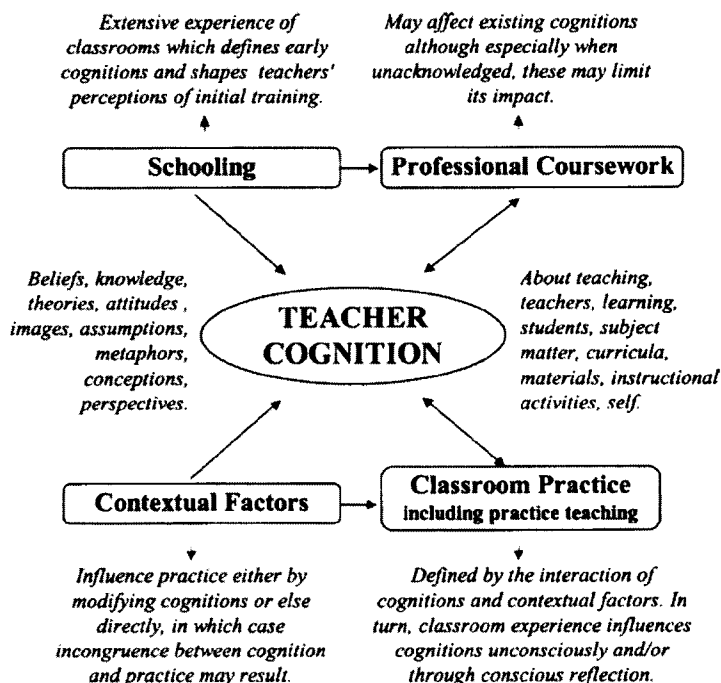 Extensive experience of
classrooms which defines early
cognitions and shapes teachers'
perceptions of initial training.
May affect existing cognitions
although especially when
unacknowledged, these may limit
its impact.
Schooling
Professional Coursework
Beliefs, knowledge,
theories, attitudes ,
images, assumptions,
metaphors,
conceptions,
perspectives.
TEACHER
COGNITION
About teaching,
teachers, learning,
students, subject
matter, curricula,
materials, instructional
activities, self.
Contextual Factors
Classroom Practice
including practice teaching
Influence practice either by
modifying cognitions or else
directly, in which case
incongruence between cognition
and practice may result.
Defined by the interaction of
cognitions and contextual factors. In
turn, classroom experience influences
cognitions unconsciously and/or
through conscious reflection.